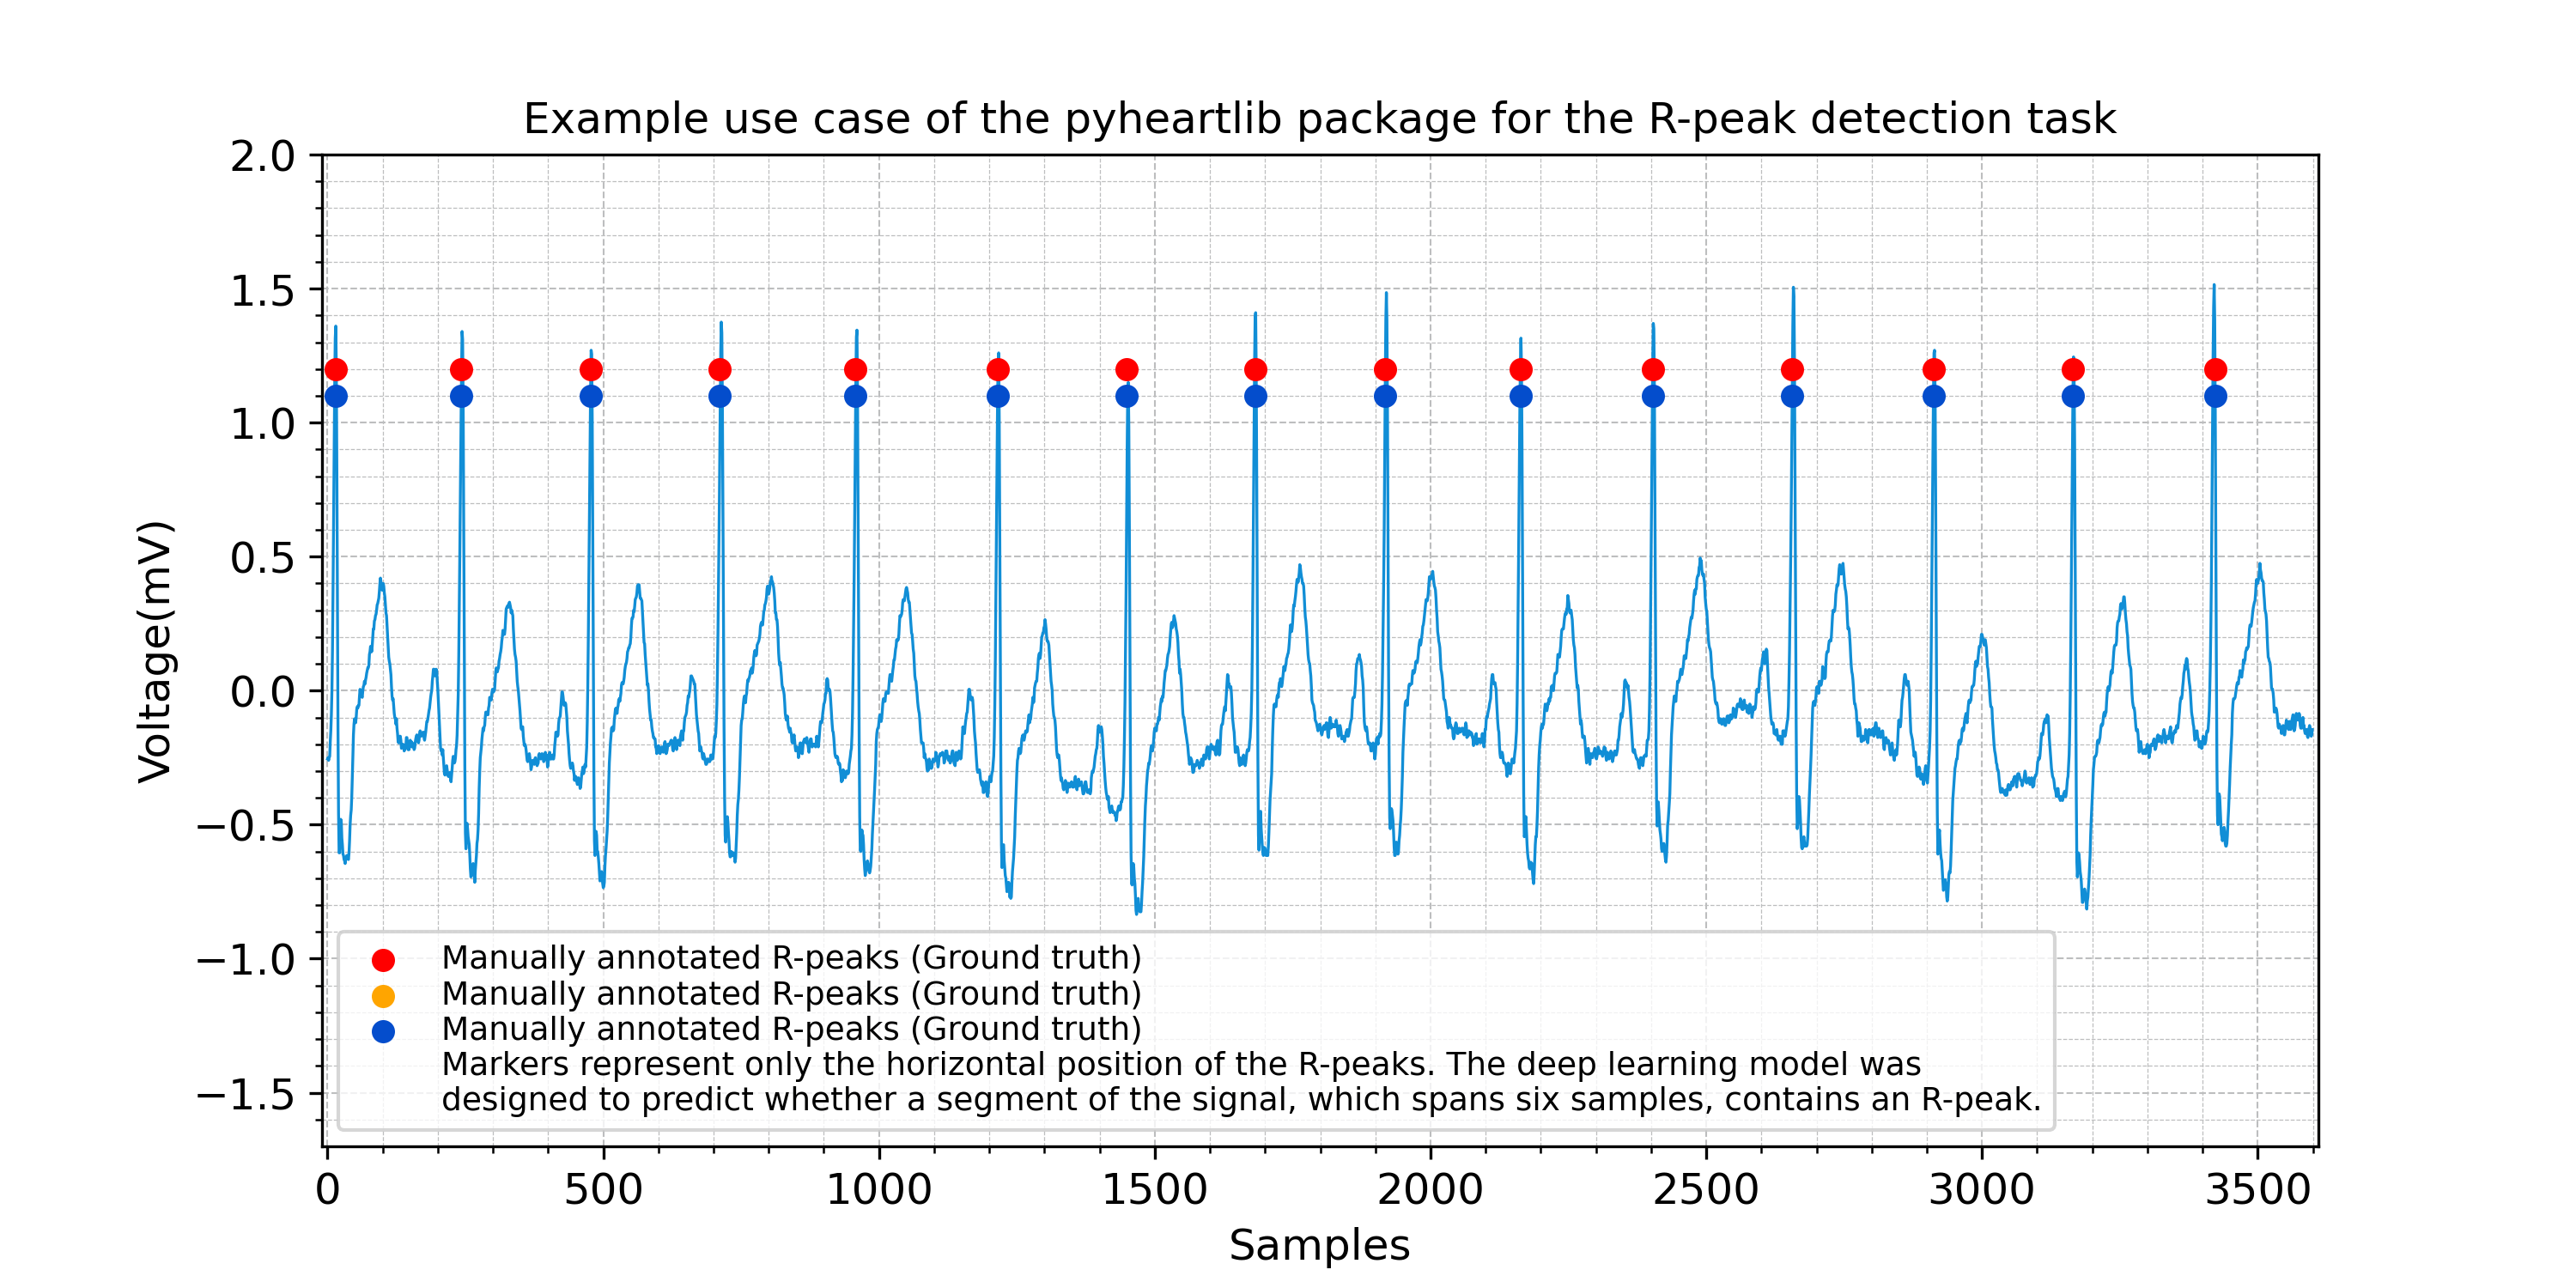 Example use case of the pyheartlib package for the R-peak detection task
2.0
1.5
1.0
0.5
0.0
−0.5
−1.0
−1.5
Voltage(mV)
Manually annotated R-peaks (Ground truth)
Manually annotated R-peaks (Ground truth)
Manually annotated R-peaks (Ground truth)
Markers represent only the horizontal position of the R-peaks. The deep learning model was
designed to predict whether a segment of the signal, which spans six samples, contains an R-peak.
0 500 1000 1500 2000 2500 3000 3500
Samples